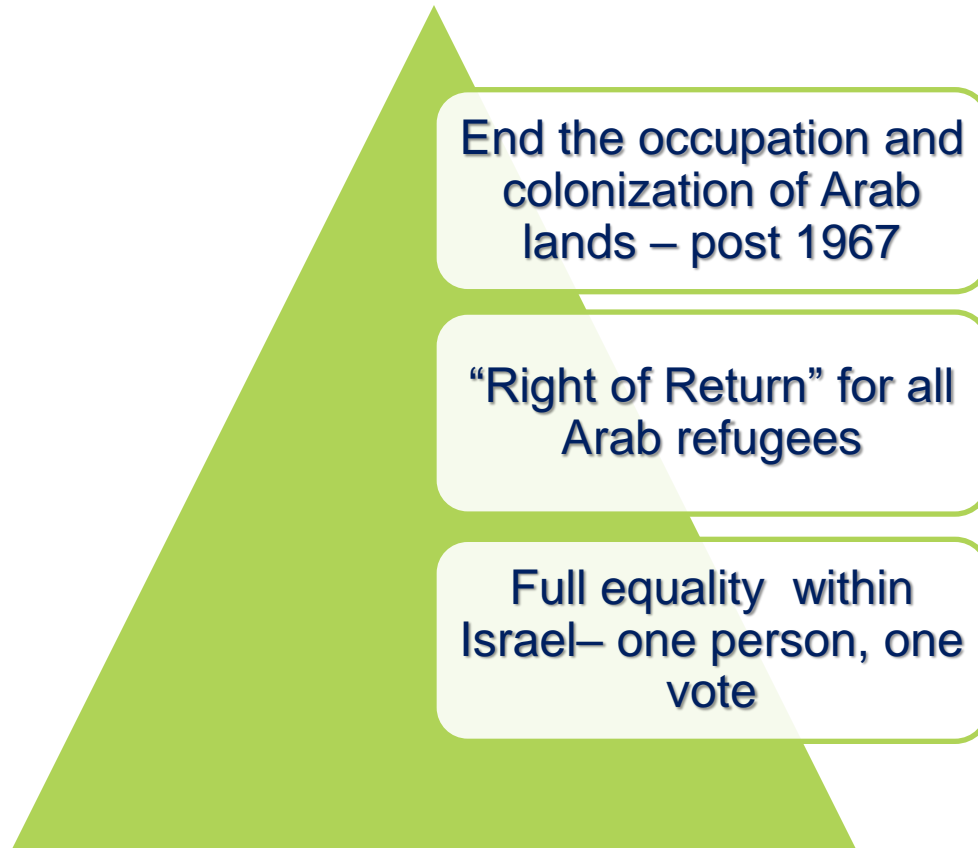 End the occupation and
colonization of Arab
lands – post 1967
“Right of Return” for all
Arab refugees
Full equality  within
Israel– one person, one
vote